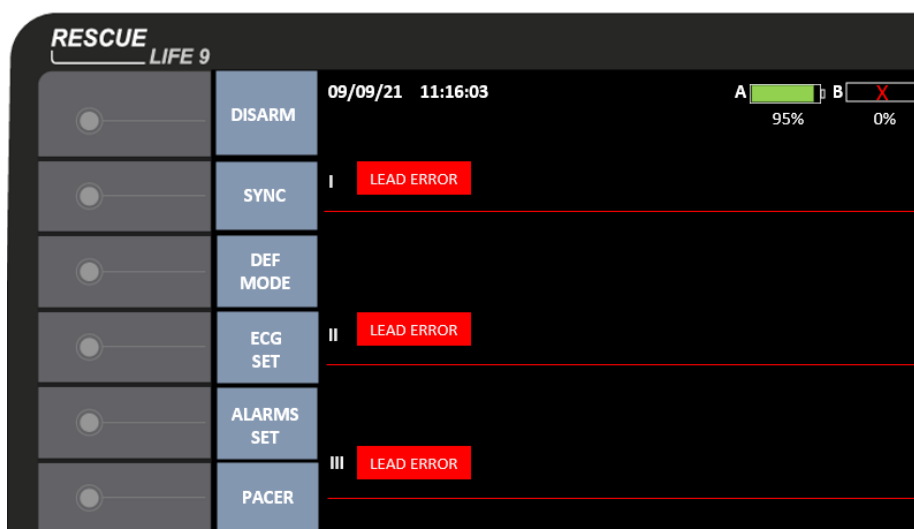 RESCUE
LIFE 9
DISARM
09/09/21 11:16:03
A
B
X
95%
0%
SYNC
I
LEAD ERROR
DEF
MODE
ECG
SET
II
LEAD ERROR
ALARMS
SET
III
LEAD ERROR
PACER